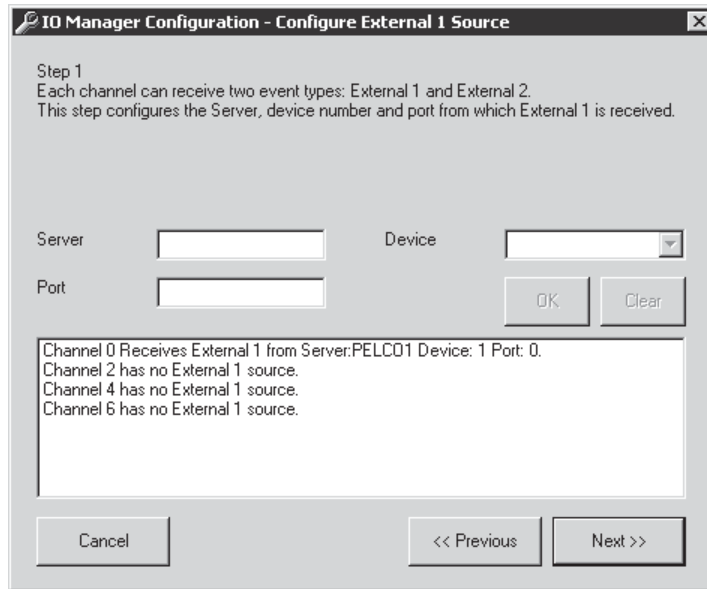 IO Manager Configuration - Configure External 1 Source
Step 1
Each channel can receive two event types: External 1 and External 2.
This step configures the Server, device number and port from which External 1 is received.
Server
Device
Port
OK
Clear
Channel 0 Receives External 1 from Server:PELCO1 Device: 1 Port: 0.
Channel 2 has no External 1 source.
Channel 4 has no External 1 source.
Channel 6 has no External 1 source.
Cancel
<< Previous
Next >>